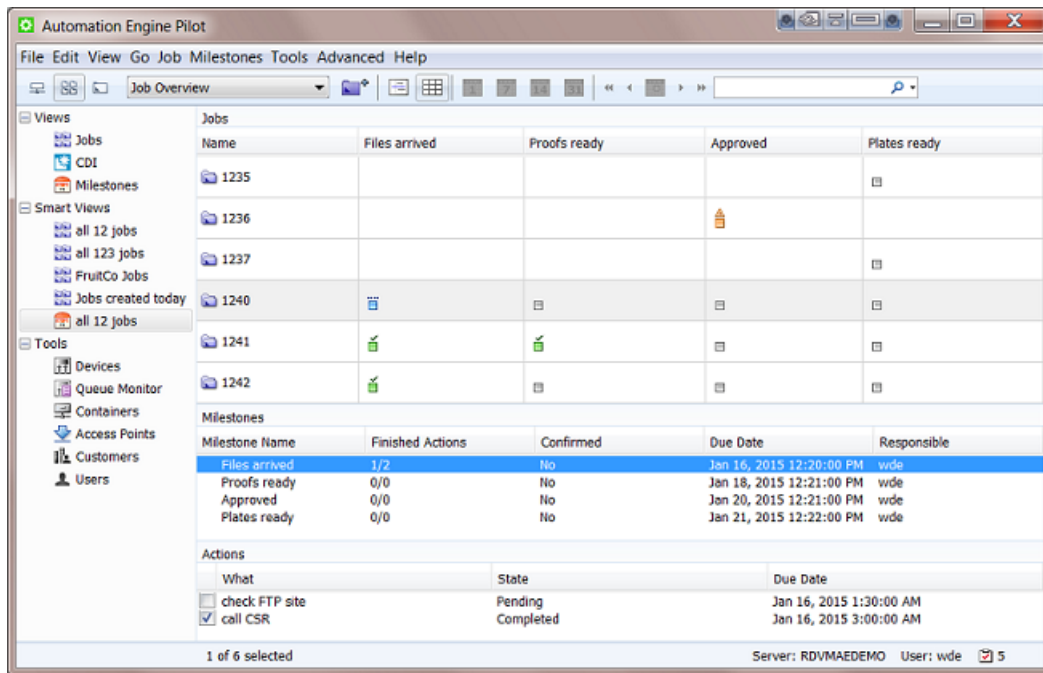 Automation Engine Pilot
File Edit View Go Job Milestones Tools Advanced Help
Job Overview
1 7 14 31
Views
Jobs
CDI
Milestones
Smart Views
all 12 jobs
all 123 jobs
FruitCo Jobs
Jobs created today
all 12 jobs
Tools
Devices
Queue Monitor
Containers
Access Points
Customers
Users
Jobs
Name Files arrived Proofs ready Approved Plates ready
1235
1236
1237
1240
1241
1242
Milestones
Milestone Name Finished Actions Confirmed Due Date Responsible
Files arrived 1/2 No Jan 16, 2015 12:20:00 PM wde
Proofs ready 0/0 No Jan 18, 2015 12:21:00 PM wde
Approved 0/0 No Jan 20, 2015 12:21:00 PM wde
Plates ready 0/0 No Jan 21, 2015 12:22:00 PM wde
Actions
What State Due Date
check FTP site Pending Jan 16, 2015 1:30:00 AM
call CSR Completed Jan 16, 2015 3:00:00 AM
1 of 6 selected Server: RDVMAEDEMO User: wde 5